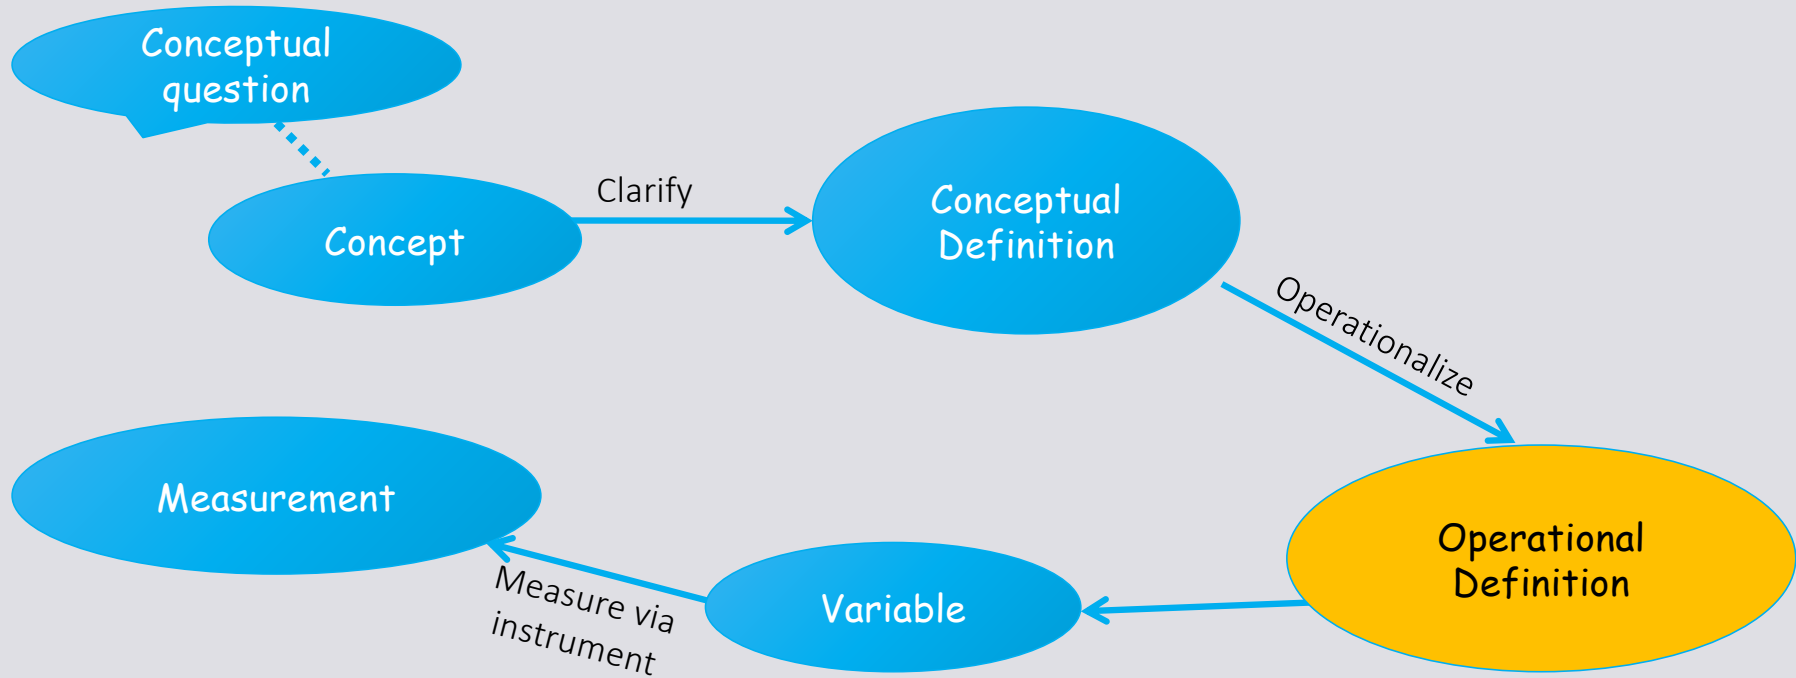 Conceptual
question
Concept
Clarify
Conceptual
Definition
Operationalize
Operational
Definition
Variable
Measure via
instrument
Measurement